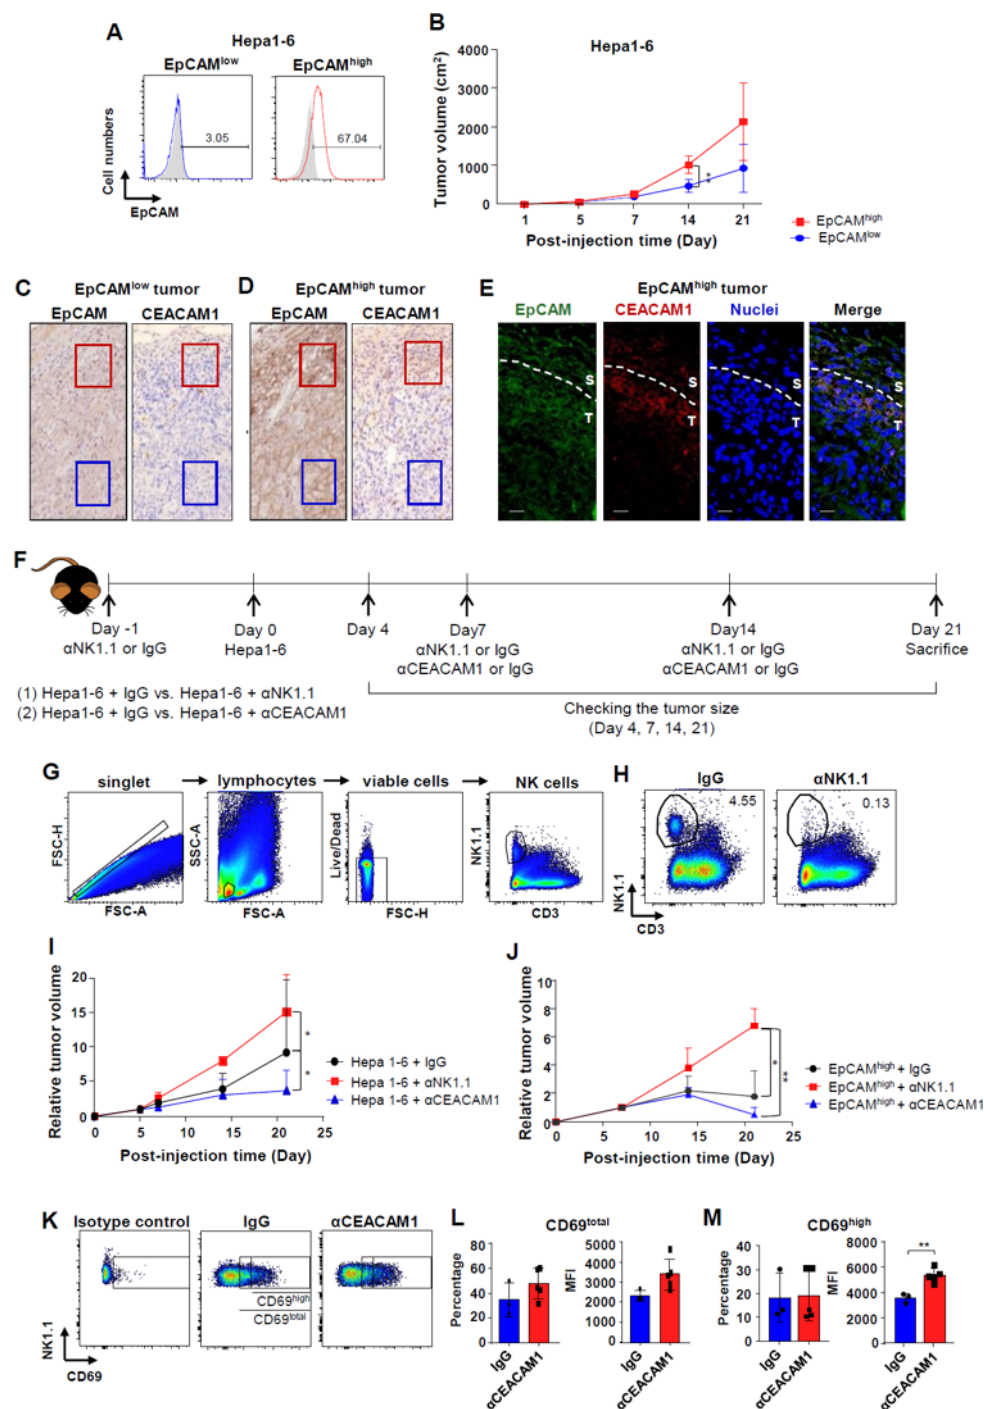 A
Hepa1-6
EpCAMlow
EpCAMhigh
Cell numbers
3.05
67.04
EpCAM
B
Hepa1-6
Tumor volume (cm2)
4000
3000
2000
1000
0
**
1 5 7 14 21
Post-injection time (Day)
EpCAMhigh
EpCAMlow
C
EpCAMlow tumor
EpCAM CEACAM1
D
EpCAMhigh tumor
EpCAM CEACAM1
E
EpCAMhigh tumor
EpCAM CEACAM1 Nuclei Merge
S S S S
T T T T
F
Day -1
αNK1.1 or IgG
Day 0
Hepa1-6
Day 4
Day7
αNK1.1 or IgG
αCEACAM1 or IgG
Day14
αNK1.1 or IgG
αCEACAM1 or IgG
Day 21
Sacrifice
(1) Hepa1-6 + IgG vs. Hepa1-6 + αNK1.1
(2) Hepa1-6 + IgG vs. Hepa1-6 + αCEACAM1
Checking the tumor size
(Day 4, 7, 14, 21)
G
singlet lymphocytes viable cells NK cells
FSC-H
FSC-A
SSC-A
FSC-A
Live/Dead
FSC-H
NK1.1
CD3
H
IgG αNK1.1
4.55
0.13
NK1.1
CD3
I
Relative tumor volume
20
15
10
5
0
0 5 10 15 20 25
Post-injection time (Day)
*
*
Hepa 1-6 + IgG
Hepa 1-6 + αNK1.1
Hepa 1-6 + αCEACAM1
J
Relative tumor volume
10
8
6
4
2
0
0 5 10 15 20 25
Post-injection time (Day)
*
**
EpCAMhigh + IgG
EpCAMhigh + αNK1.1
EpCAMhigh + αCEACAM1
K
Isotype control IgG αCEACAM1
CD69high
CD69total
NK1.1
CD69
L
CD69total
Percentage
80
60
40
20
0
IgG
αCEACAM1
MFI
5000
4000
3000
2000
1000
0
IgG
αCEACAM1
M
CD69high
Percentage
40
30
20
10
0
IgG
αCEACAM1
MFI
8000
6000
4000
2000
0
**
IgG
αCEACAM1